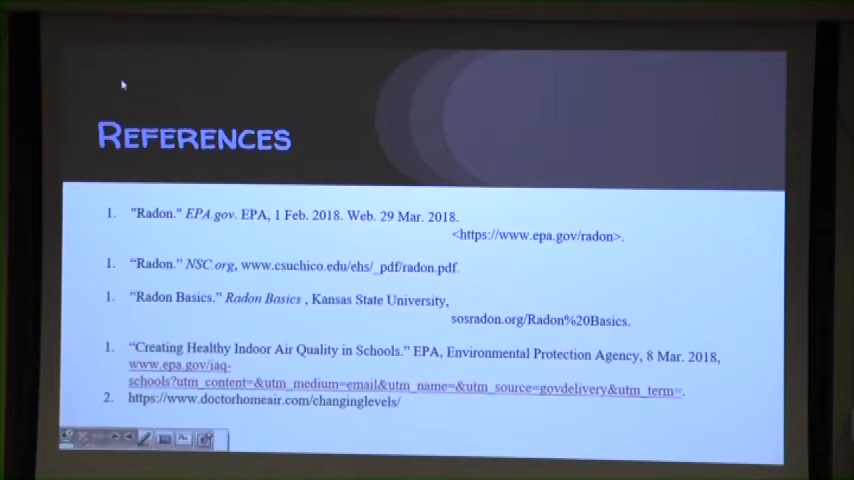 REFERENCES
1. "Radon." EPA.gov. EPA, 1 Feb. 2018. Web. 29 Mar. 2018.
<https://www.epa.gov/radon>.
1. “Radon.” NSC.org, www.csuchico.edu/ehs/_pdf/radon.pdf.
1. “Radon Basics.” Radon Basics , Kansas State University,
sosradon.org/Radon%20Basics.
1. “Creating Healthy Indoor Air Quality in Schools.” EPA, Environmental Protection Agency, 8 Mar. 2018,
www.epa.gov/iaq-
schools?utm_content=&utm_medium=email&utm_name=&utm_source=govdelivery&utm_term=.
2. https://www.doctorhomeair.com/changinglevels/